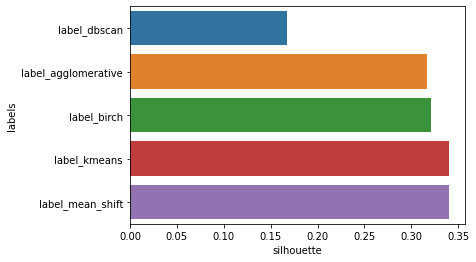 label_dbscan
label_agglomerative
label_birch
label_kmeans
label_mean_shift
labels
0.00 0.05 0.10 0.15 0.20 0.25 0.30 0.35
silhouette